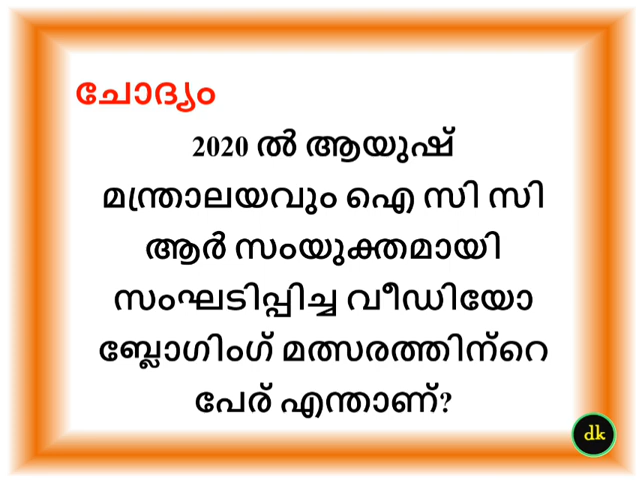 ചോദ്യം
2020 ൽ ആയുഷ്
മന്ത്രാലയവും ഐ സി സി
ആർ സംയുക്തമായി
സംഘടിപ്പിച്ച വീഡിയോ
ബ്ലോഗിംഗ് മത്സരത്തിന്റെ
പേര് എന്താണ്?
dk